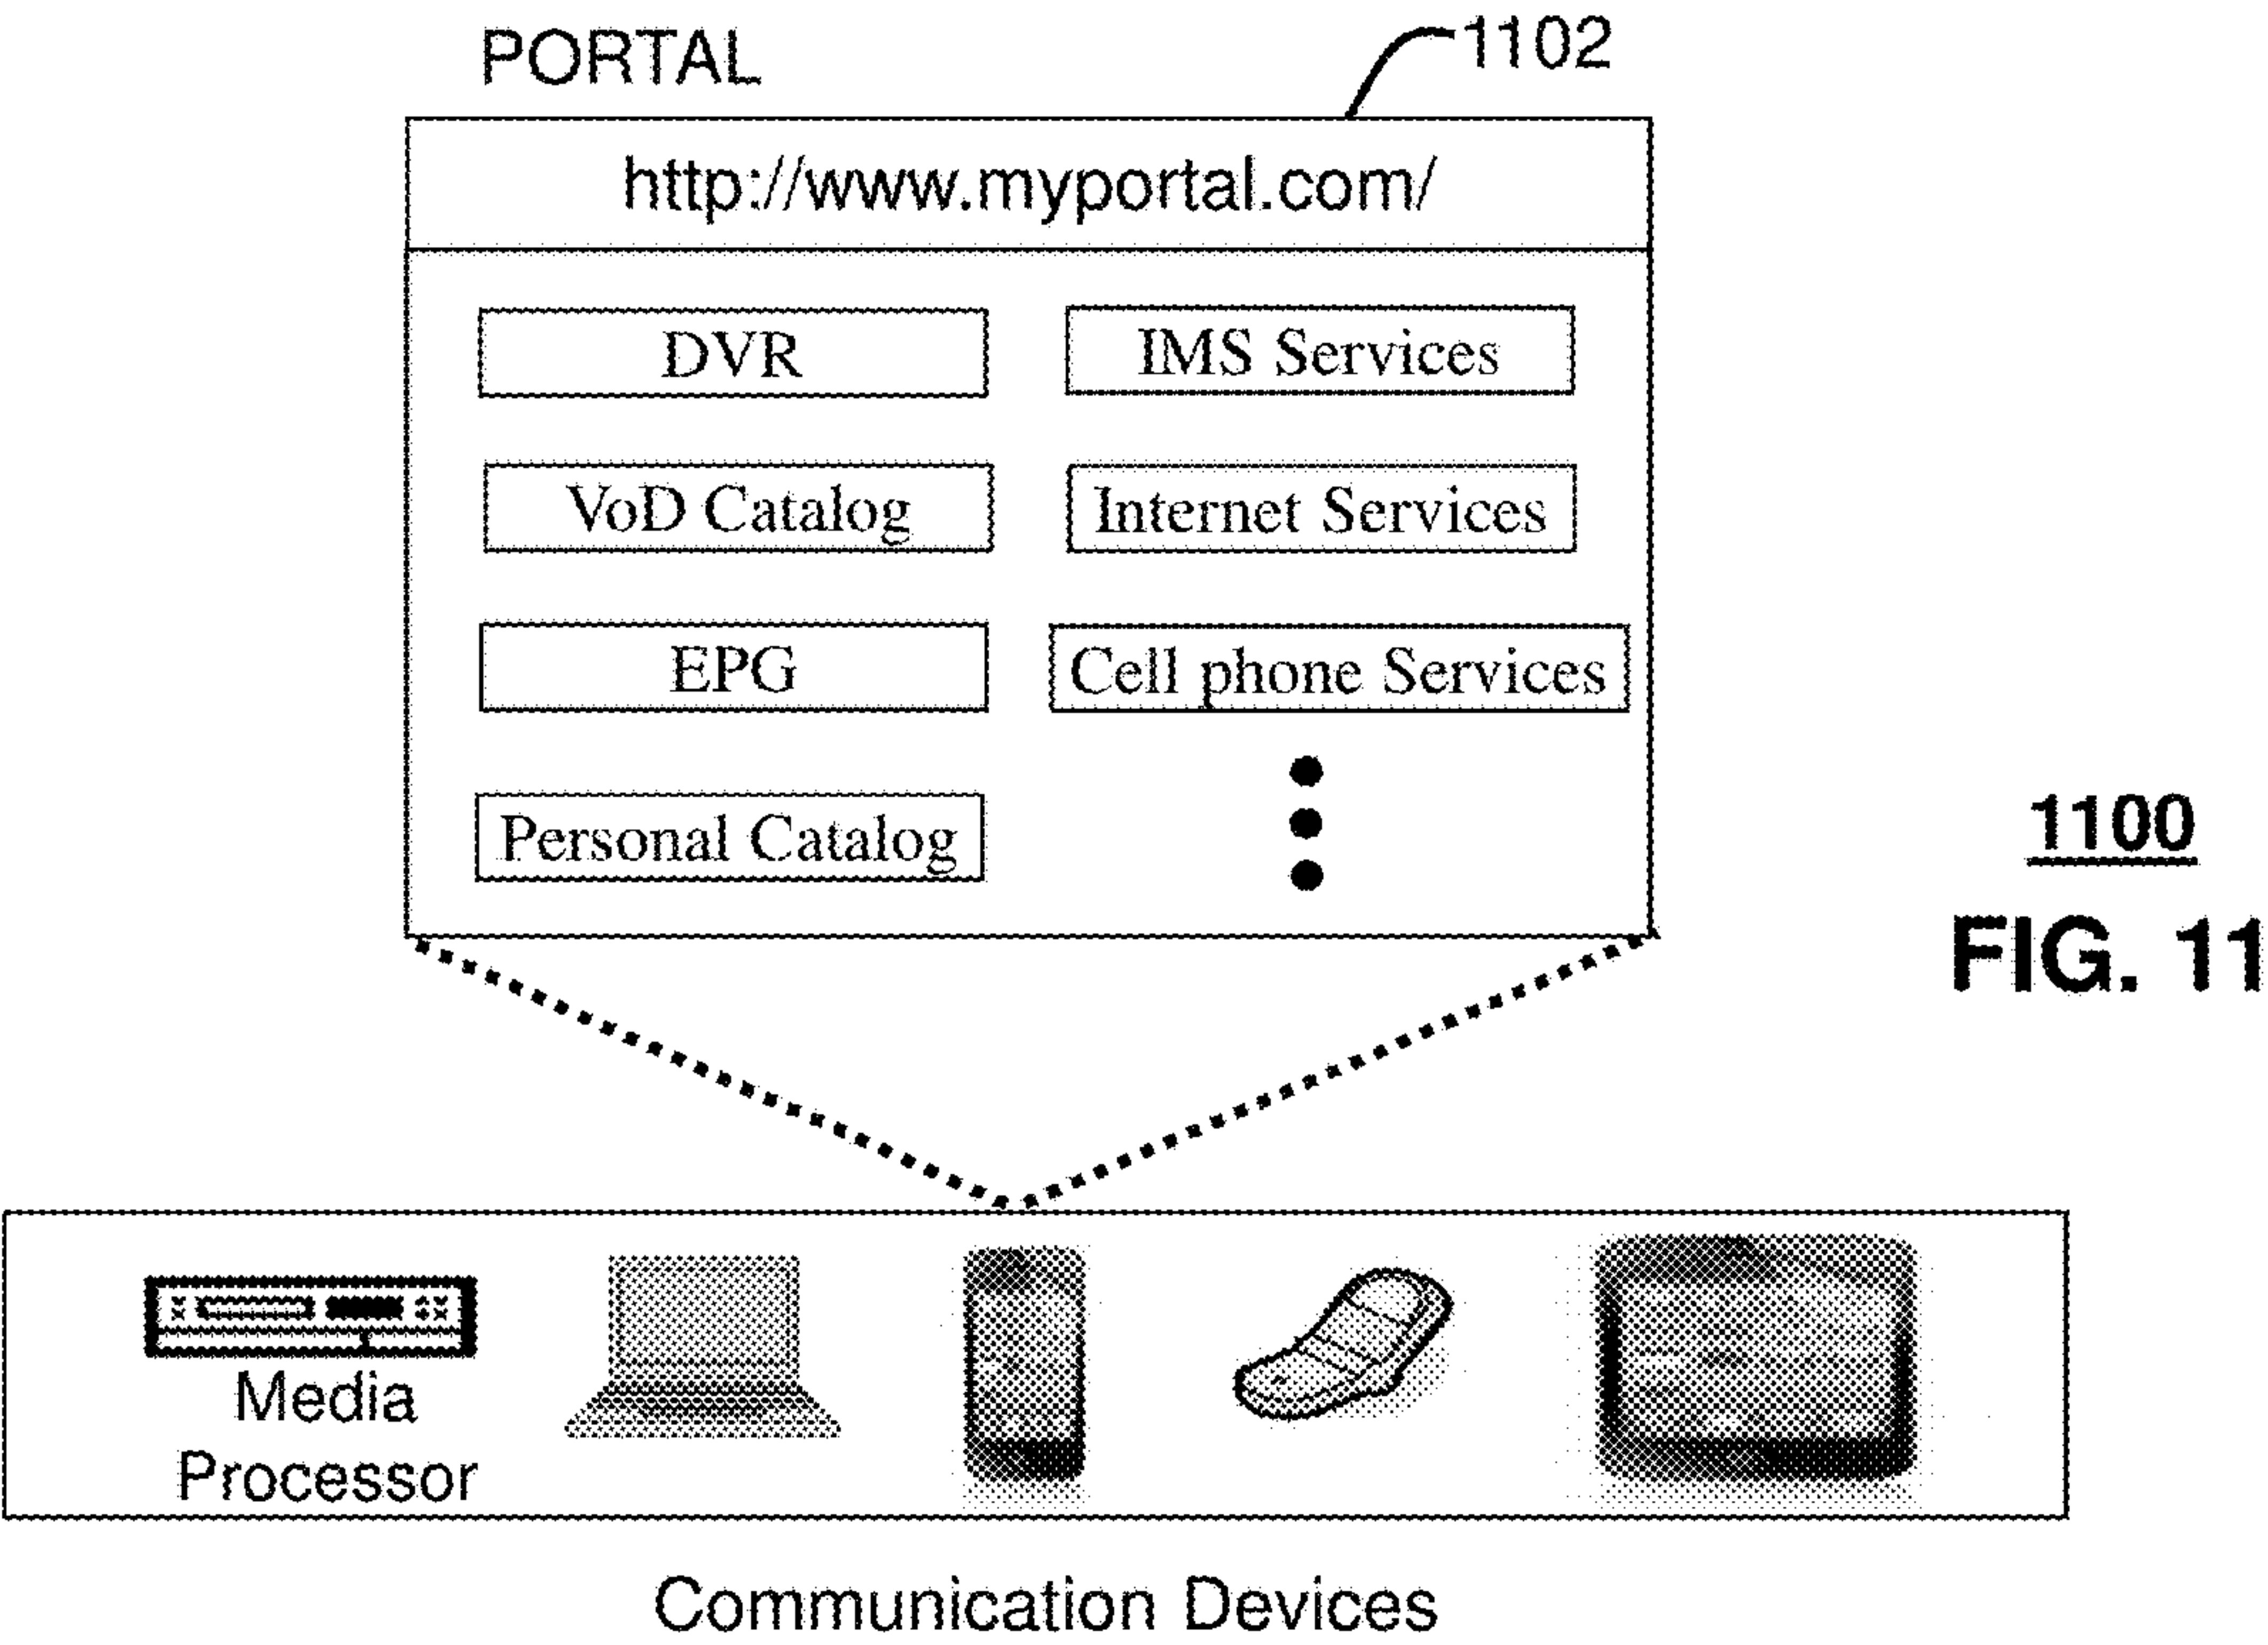 PORTAL
1102
http://www.myportal.com/
DVR
IMS Services
VoD Catalog
Internet Services
EPG
Cell phone Services
Personal Catalog
1100
FIG. 11
Media
Processor
Communication Devices